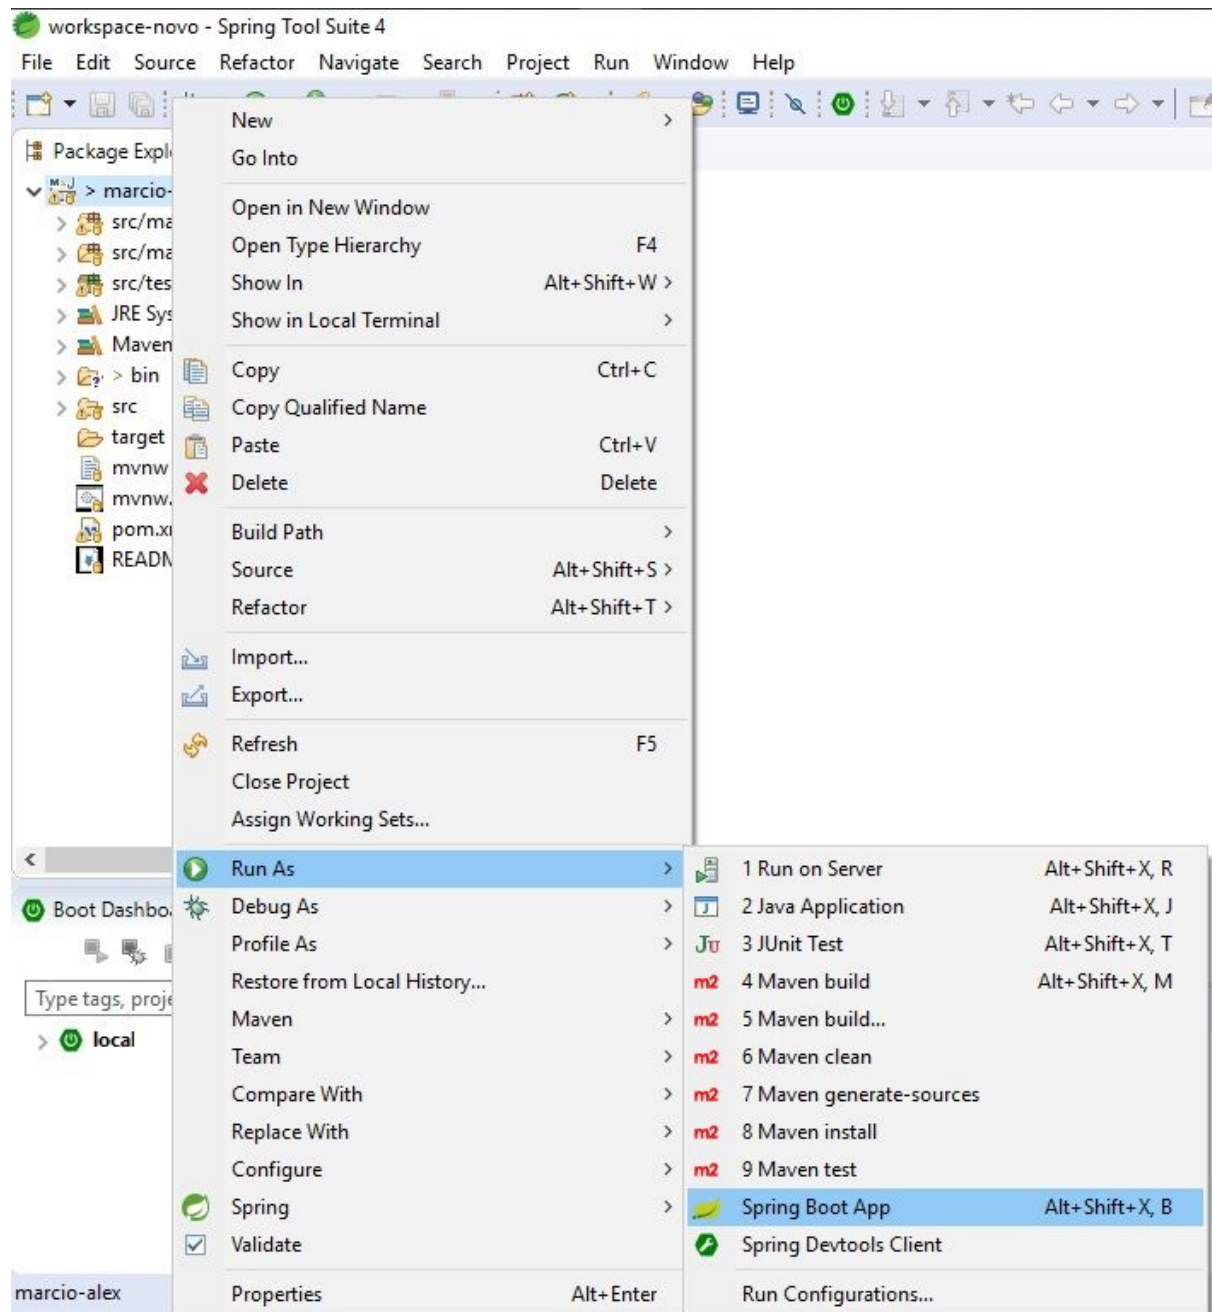 workspace-novo - Spring Tool Suite 4
File Edit Source Refactor Navigate Search Project Run Window Help
Package Expl
> marcio-
src/ma
src/ma
src/tes
JRE Sys
Maven
> bin
src
target
mvnw
mvnw.
pom.x
READM
New
Go Into
Open in New Window
Open Type Hierarchy F4
Show In Alt+Shift+W >
Show in Local Terminal
Copy Ctrl+C
Copy Qualified Name
Paste Ctrl+V
Delete Delete
Build Path
Source Alt+Shift+S >
Refactor Alt+Shift+T >
Import...
Export...
Refresh F5
Close Project
Assign Working Sets...
Run As
Debug As
Profile As
Restore from Local History...
Maven
Team
Compare With
Replace With
Configure
Spring
Validate
Properties Alt+Enter
1 Run on Server Alt+Shift+X, R
2 Java Application Alt+Shift+X, J
Ju 3 JUnit Test Alt+Shift+X, T
m2 4 Maven build Alt+Shift+X, M
m2 5 Maven build...
m2 6 Maven clean
m2 7 Maven generate-sources
m2 8 Maven install
m2 9 Maven test
Spring Boot App Alt+Shift+X, B
Spring Devtools Client
Run Configurations...
Boot Dashbo
Type tags, proje
local
marcio-alex